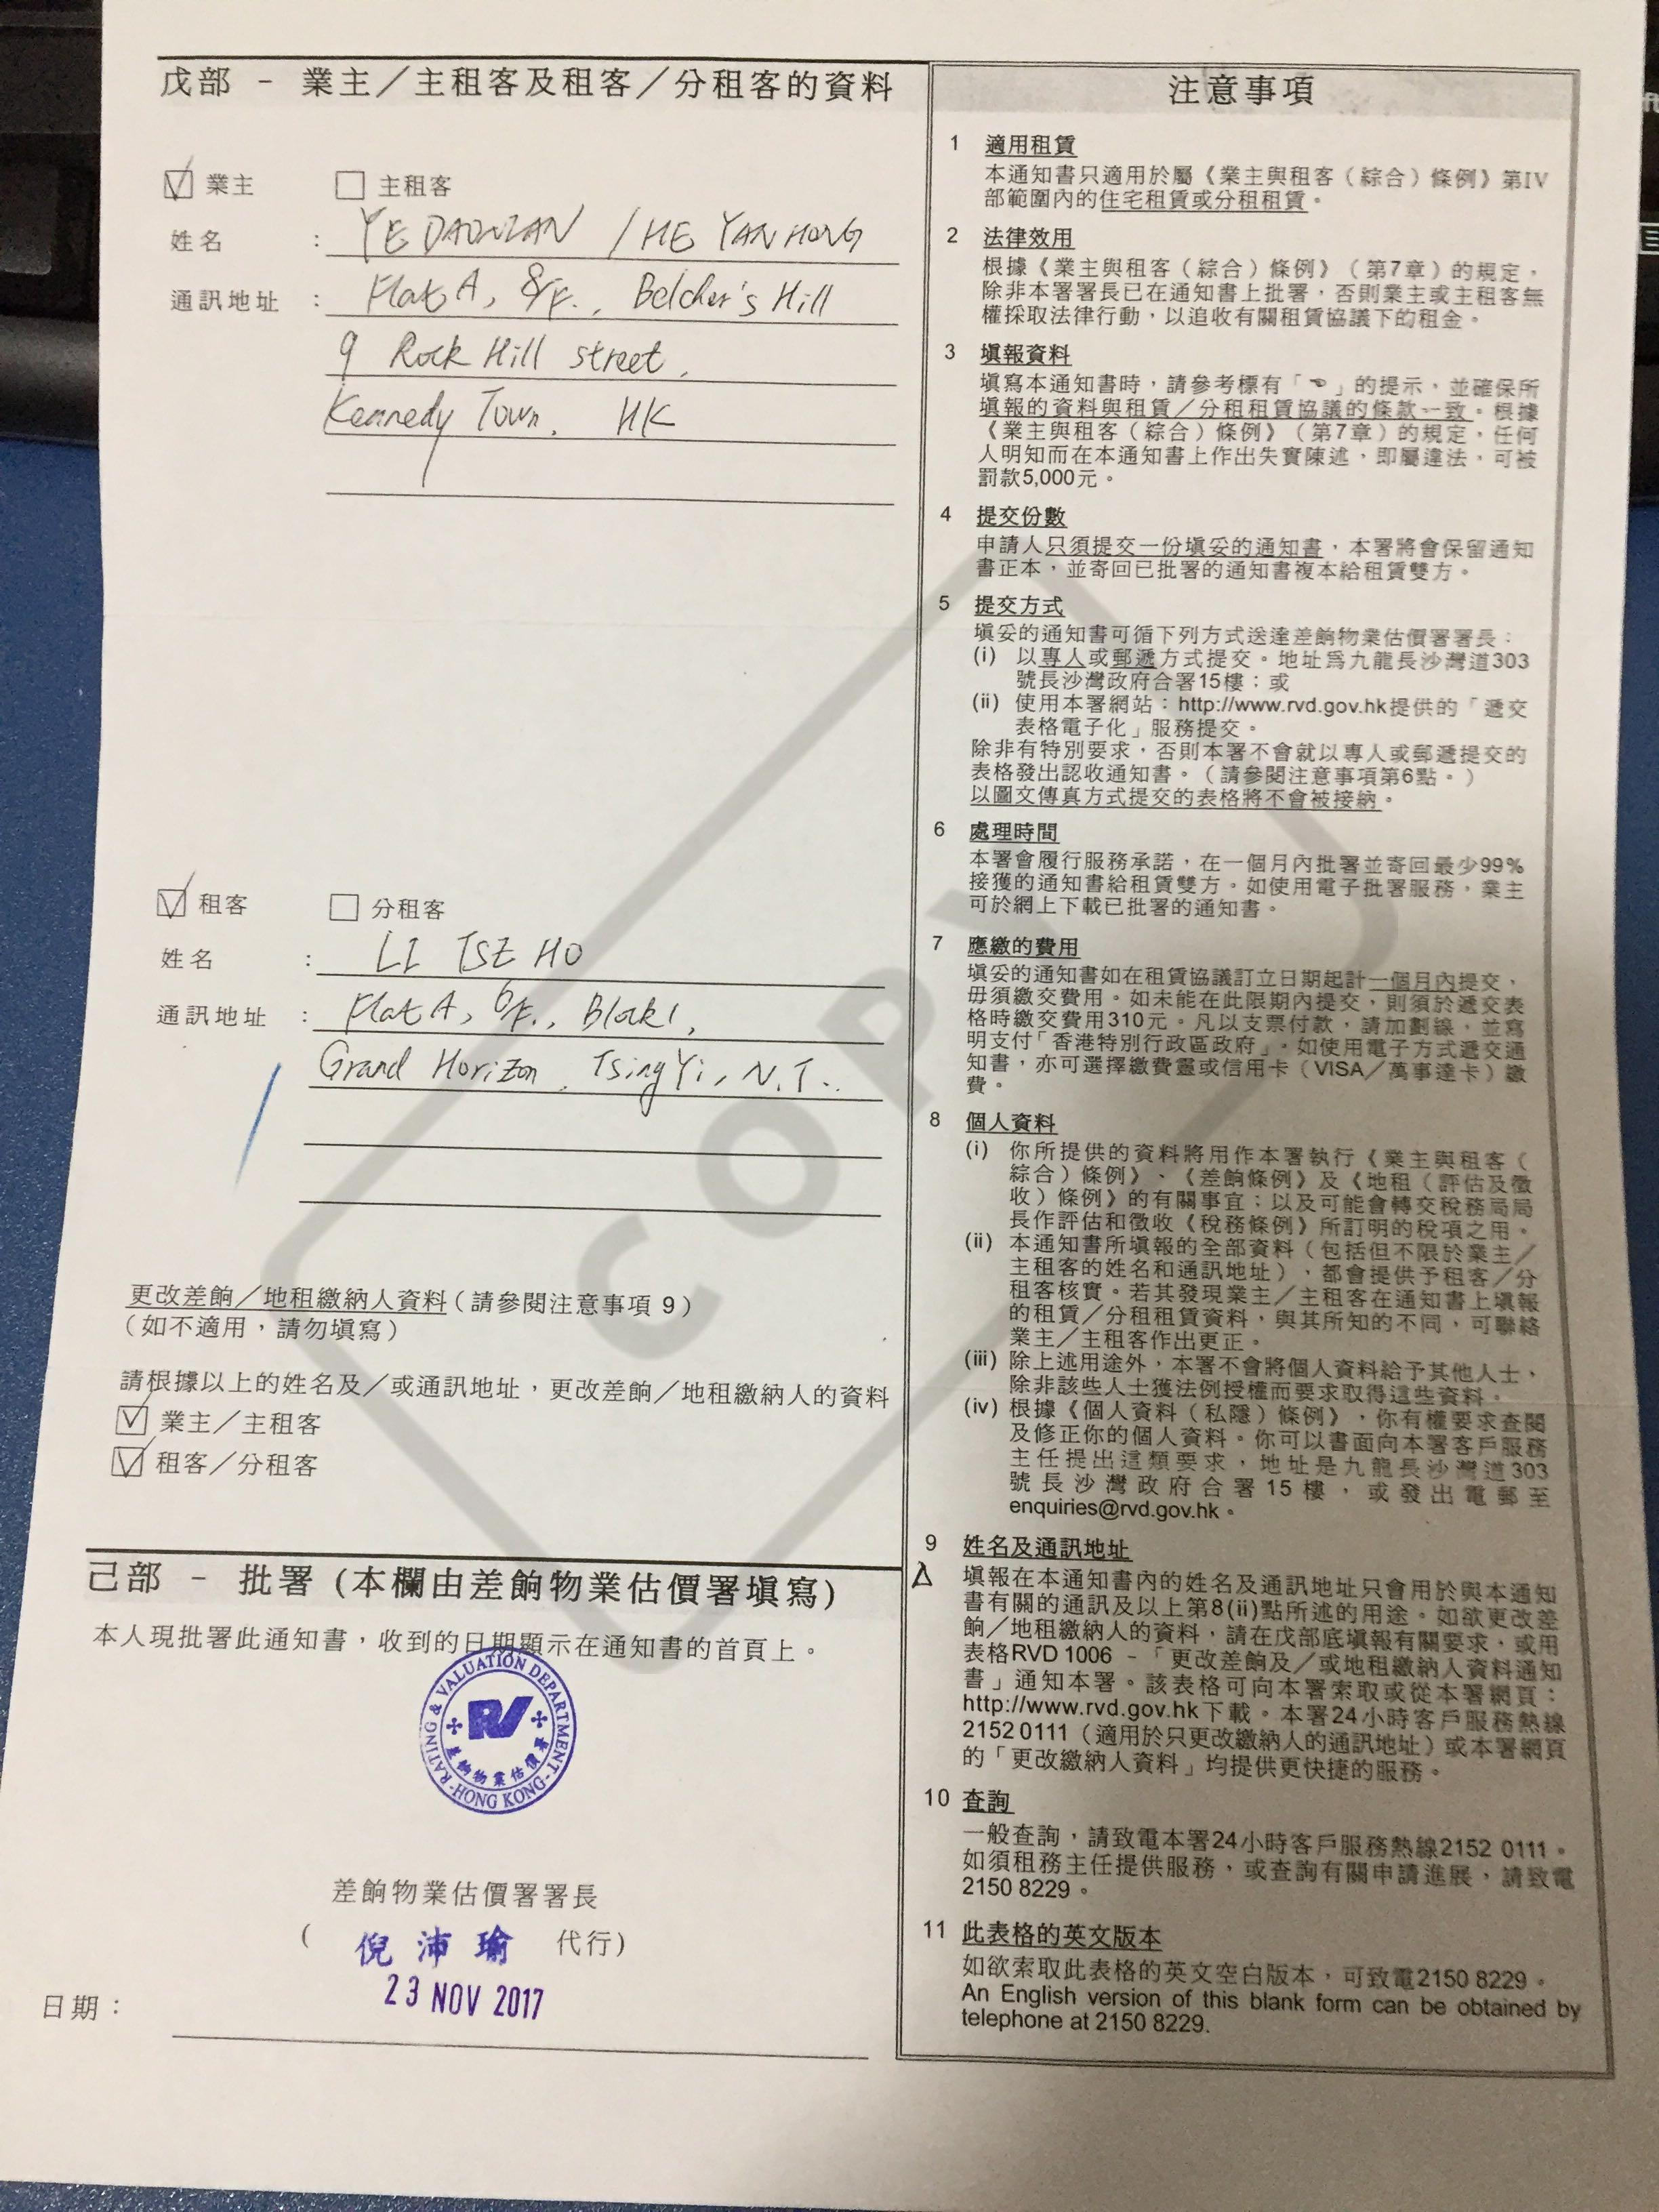 戊部 - 業主／主租客及租客／分租客的資料
業主 主租客
姓名 :
/ HE YAN HONG
通訊地址 : Flat A, 8/F., Belcher's Hill
9 Rock Hill street,
Kennedy Town, HK
租客 分租客
姓名 : LI TSZ HO
通訊地址 : Flat A, 6/F., Block 1,
Grand Horizon, Tsing Yi, N.T.
更改差餉／地租繳納人資料（請參閱注意事項 9）
（如不適用，請勿填寫）
請根據以上的姓名及／或通訊地址，更改差餉／地租繳納人的資料
業主／主租客
租客／分租客
己部 - 批署 (本欄由差餉物業估價署填寫)
本人現批署此通知書，收到的日期顯示在通知書的首頁上。
RATING & VALUATION DEPARTMENT - HONG KONG
RV
差餉物業估價署
差餉物業估價署署長
( 倪沛瑜 代行)
23 NOV 2017
日期：
COPY
注意事項
1 適用租賃
本通知書只適用於屬《業主與租客（綜合）條例》第IV
部範圍內的住宅租賃或分租租賃。
2 法律效用
根據《業主與租客（綜合）條例》（第7章）的規定，
除非本署署長已在通知書上批署，否則業主或主租客無
權採取法律行動，以追收有關租賃協議下的租金。
3 填報資料
填寫本通知書時，請參考標有「☜」的提示，並確保所
填報的資料與租賃／分租租賃協議的條款一致。根據
《業主與租客（綜合）條例》（第7章）的規定，任何
人明知而在本通知書上作出失實陳述，即屬違法，可被
罰款5,000元。
4 提交份數
申請人只須提交一份填妥的通知書，本署將會保留通知
書正本，並寄回已批署的通知書複本給租賃雙方。
5 提交方式
填妥的通知書可循下列方式送達差餉物業估價署署長：
(i) 以專人或郵遞方式提交。地址爲九龍長沙灣道303
號長沙灣政府合署15樓；或
(ii) 使用本署網站：http://www.rvd.gov.hk提供的「遞交
表格電子化」服務提交。
除非有特別要求，否則本署不會就以專人或郵遞提交的
表格發出認收通知書。（請參閱注意事項第6點。）
以圖文傳真方式提交的表格將不會被接納。
6 處理時間
本署會履行服務承諾，在一個月內批署並寄回最少99%
接獲的通知書給租賃雙方。如使用電子批署服務，業主
可於網上下載已批署的通知書。
7 應繳的費用
填妥的通知書如在租賃協議訂立日期起計一個月內提交，
毋須繳交費用。如未能在此限期內提交，則須於遞交表
格時繳交費用310元。凡以支票付款，請加劃線，並寫
明支付「香港特別行政區政府」。如使用電子方式遞交通
知書，亦可選擇繳費靈或信用卡（VISA／萬事達卡）繳
費。
8 個人資料
(i) 你所提供的資料將用作本署執行《業主與租客（
綜合）條例》、《差餉條例》及《地租（評估及徵
收）條例》的有關事宜；以及可能會轉交稅務局局
長作評估和徵收《稅務條例》所訂明的稅項之用。
(ii) 本通知書所填報的全部資料（包括但不限於業主／
主租客的姓名和通訊地址），都會提供予租客／分
租客核實。若其發現業主／主租客在通知書上填報
的租賃／分租租賃資料，與其所知的不同，可聯絡
業主／主租客作出更正。
(iii) 除上述用途外，本署不會將個人資料給予其他人士，
除非該些人士獲法例授權而要求取得這些資料。
(iv) 根據《個人資料（私隱）條例》，你有權要求查閱
及修正你的個人資料。你可以書面向本署客戶服務
主任提出這類要求，地址是九龍長沙灣道303
號長沙灣政府合署15樓，或發出電郵至
enquiries@rvd.gov.hk。
9 姓名及通訊地址
填報在本通知書內的姓名及通訊地址只會用於與本通知
書有關的通訊及以上第8(ii)點所述的用途。如欲更改差
餉／地租繳納人的資料，請在戊部底填報有關要求，或用
表格RVD 1006 - 「更改差餉及／或地租繳納人資料通知
書」通知本署。該表格可向本署索取或從本署網頁：
http://www.rvd.gov.hk下載。本署24小時客戶服務熱線
2152 0111（適用於只更改繳納人的通訊地址）或本署網頁
的「更改繳納人資料」均提供更快捷的服務。
10 查詢
一般查詢，請致電本署24小時客戶服務熱線2152 0111。
如須租務主任提供服務，或查詢有關申請進展，請致電
2150 8229。
11 此表格的英文版本
如欲索取此表格的英文空白版本，可致電2150 8229。
An English version of this blank form can be obtained by
telephone at 2150 8229.